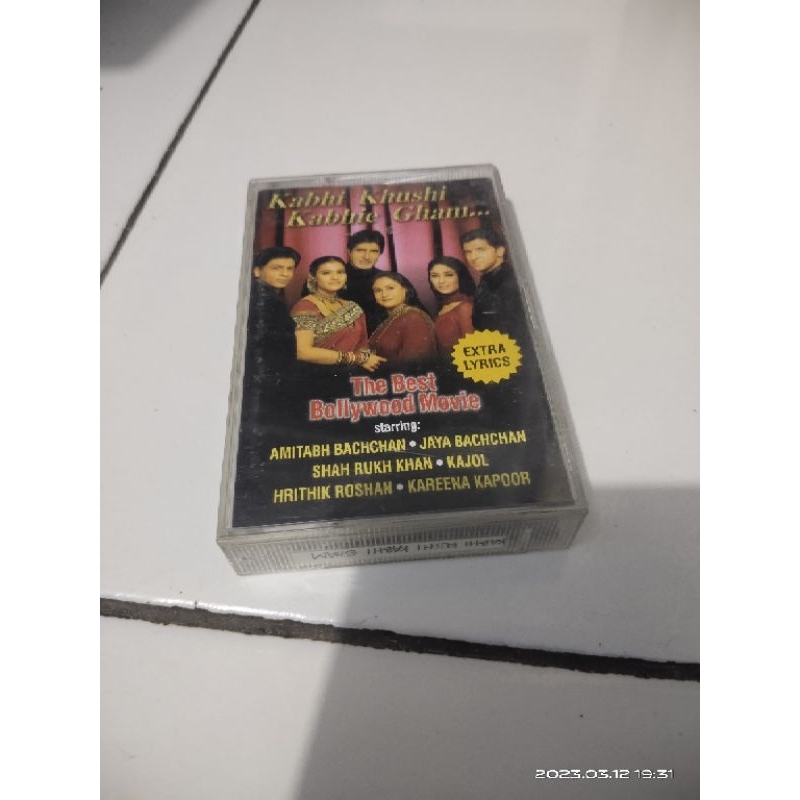 Kabhi Khushi
Kabhie Gham...
EXTRA
LYRICS
The Best
Bollywood Movie
starring:
AMITABH BACHCHAN • JAYA BACHCHAN
SHAH RUKH KHAN • KAJOL
HRITHIK ROSHAN • KAREENA KAPOOR
2023.03.12 19:31